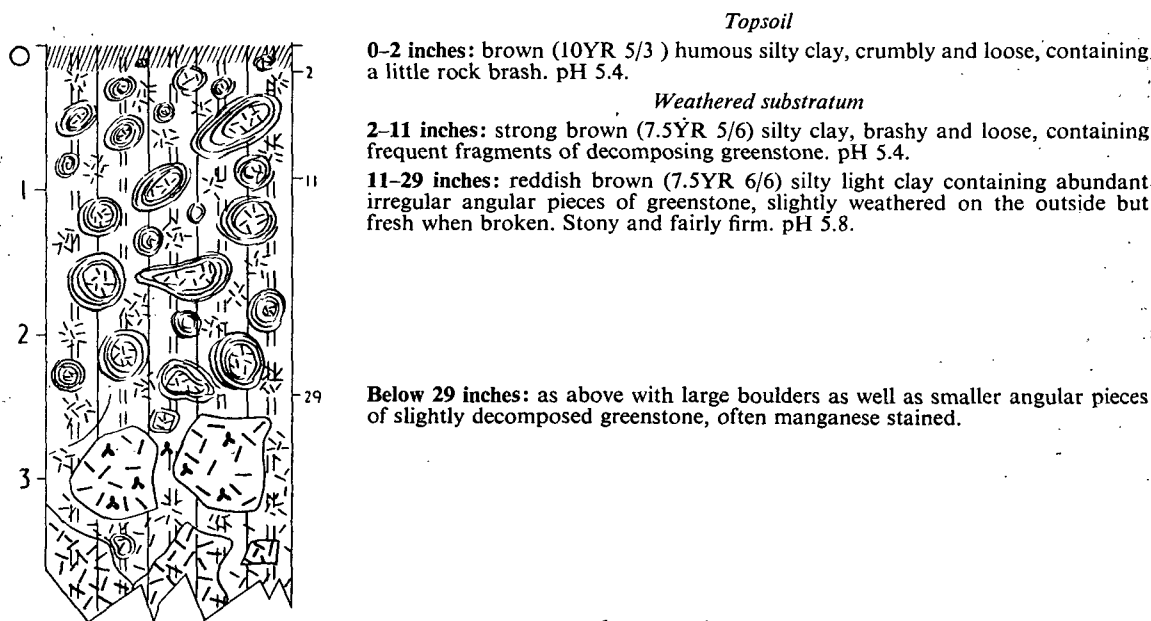 Topsoil
0–2 inches: brown (10YR 5/3 ) humous silty clay, crumbly and loose, containing
a little rock brash. pH 5.4.
Weathered substratum
2–11 inches: strong brown (7.5YR 5/6) silty clay, brashy and loose, containing
frequent fragments of decomposing greenstone. pH 5.4.
11–29 inches: reddish brown (7.5YR 6/6) silty light clay containing abundant
irregular angular pieces of greenstone, slightly weathered on the outside but
fresh when broken. Stony and fairly firm. pH 5.8.
Below 29 inches: as above with large boulders as well as smaller angular pieces
of slightly decomposed greenstone, often manganese stained.
0
1
2
3
2
11
29